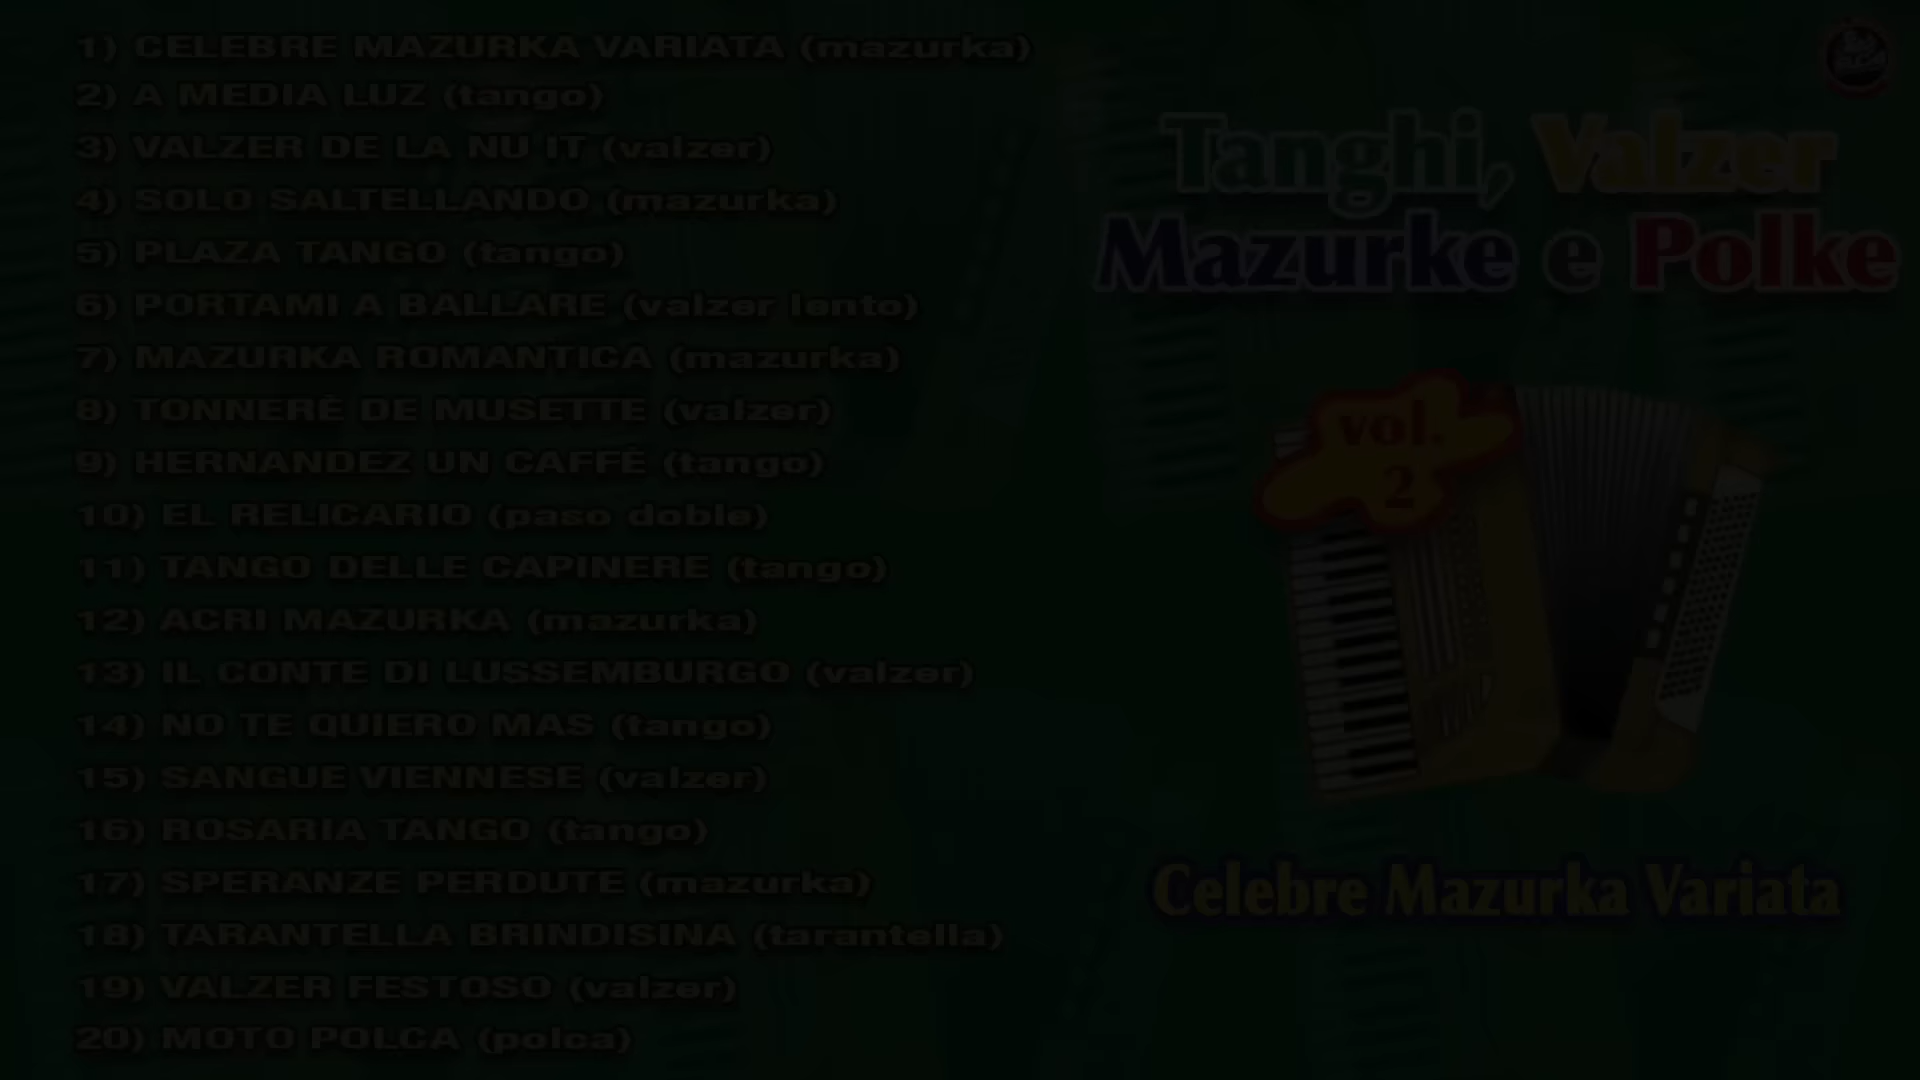 1) CELEBRE MAZURKA VARIATA (mazurka)
2) A MEDIA LUZ (tango)
3) VALZER DE LA NU IT (valzer)
4) SOLO SALTELLANDO (mazurka)
5) PLAZA TANGO (tango)
6) PORTAMI A BALLARE (valzer lento)
7) MAZURKA ROMANTICA (mazurka)
8) TONNERÈ DE MUSETTE (valzer)
9) HERNANDEZ UN CAFFÈ (tango)
10) EL RELICARIO (paso doble)
11) TANGO DELLE CAPINERE (tango)
12) ACRI MAZURKA (mazurka)
13) IL CONTE DI LUSSEMBURGO (valzer)
14) NO TE QUIERO MAS (tango)
15) SANGUE VIENNESE (valzer)
16) ROSARIA TANGO (tango)
17) SPERANZE PERDUTE (mazurka)
18) TARANTELLA BRINDISINA (tarantella)
19) VALZER FESTOSO (valzer)
20) MOTO POLCA (polca)
Tanghi, Valzer
Mazurke e Polke
vol.
2
Celebre Mazurka Variata